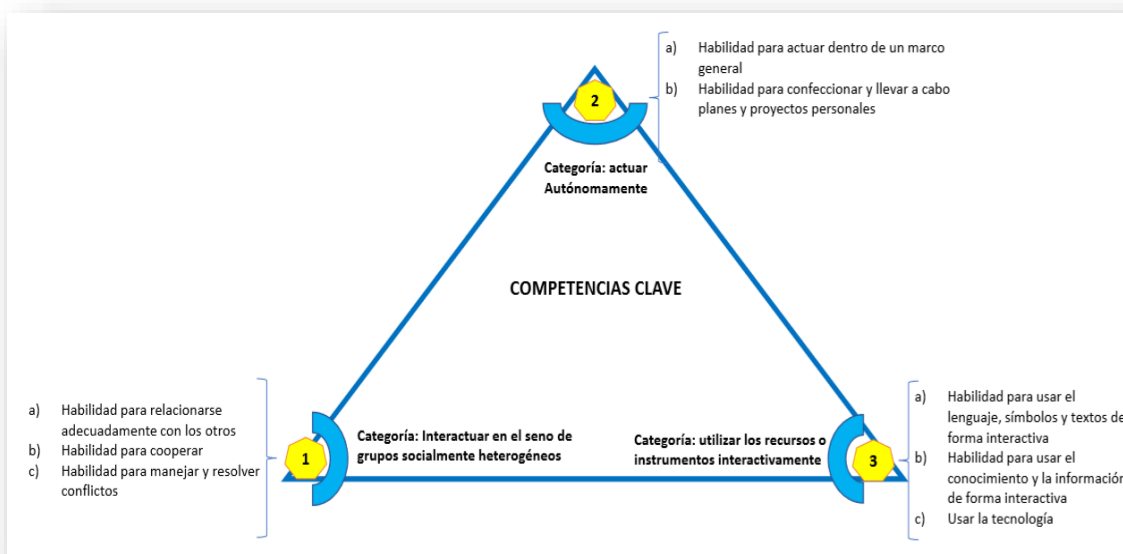 a) Habilidad para actuar dentro de un marco
general
b) Habilidad para confeccionar y llevar a cabo
planes y proyectos personales
2
Categoría: actuar
Autónomamente
COMPETENCIAS CLAVE
a) Habilidad para relacionarse
adecuadamente con los otros
b) Habilidad para cooperar
c) Habilidad para manejar y resolver
conflictos
1
Categoría: Interactuar en el seno de
grupos socialmente heterogéneos
Categoría: utilizar los recursos o
instrumentos interactivamente
3
a) Habilidad para usar el
lenguaje, símbolos y textos de
forma interactiva
b) Habilidad para usar el
conocimiento y la información
de forma interactiva
c) Usar la tecnología